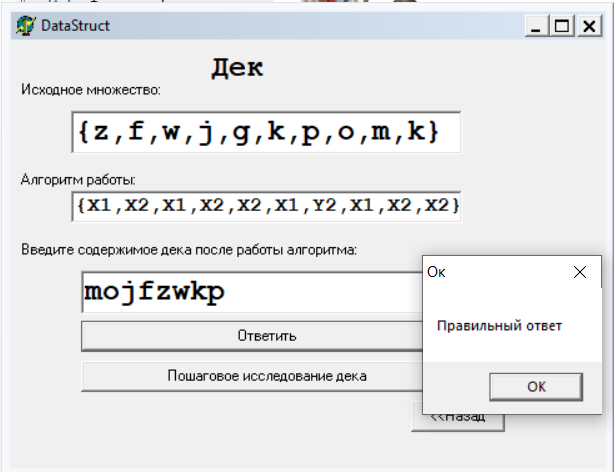 DataStruct
Дек
Исходное множество:
{z,f,w,j,g,k,p,o,m,k}
Алгоритм работы:
{X1,X2,X1,X2,X2,X1,Y2,X1,X2,X2}
Введите содержимое дека после работы алгоритма:
mojfzwkp
Ответить
Пошаговое исследование дека
<<Назад
Ок
Правильный ответ
ОК